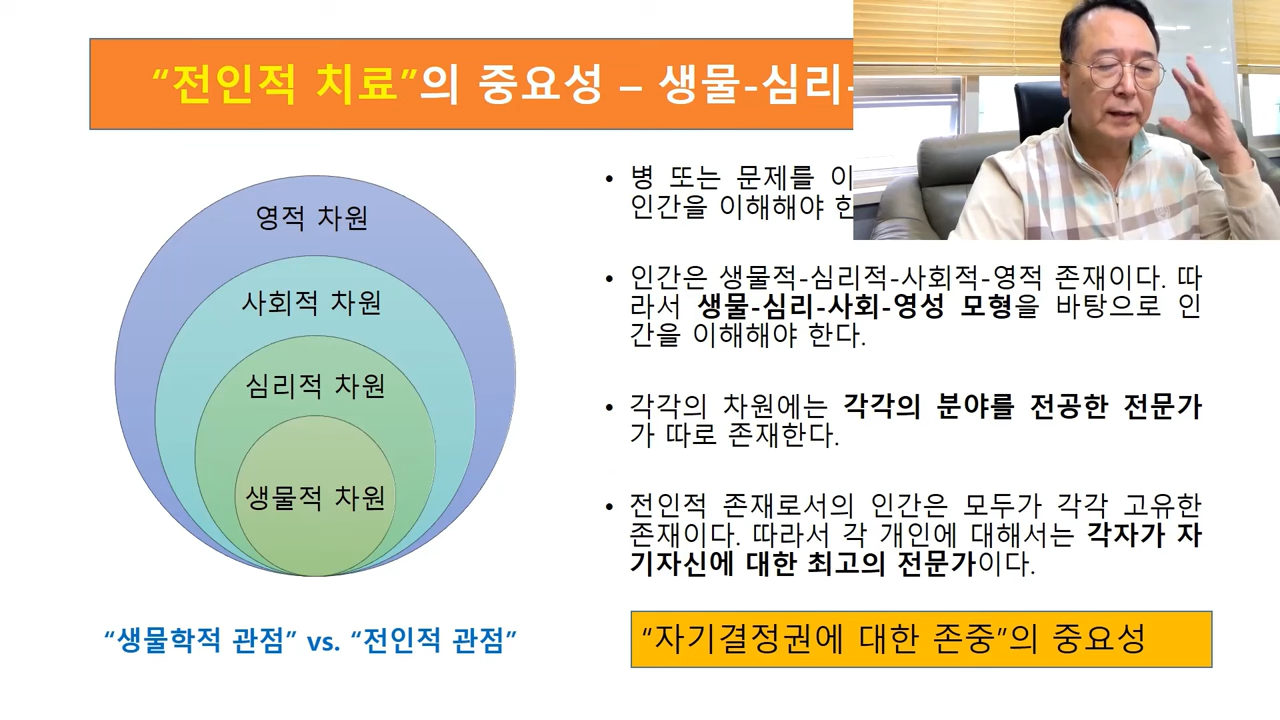 “전인적 치료”의 중요성 – 생물-심리-
영적 차원
사회적 차원
심리적 차원
생물적 차원
“생물학적 관점” vs. “전인적 관점”
• 병 또는 문제를 이
인간을 이해해야 한
• 인간은 생물적-심리적-사회적-영적 존재이다. 따
라서 생물-심리-사회-영성 모형을 바탕으로 인
간을 이해해야 한다.
• 각각의 차원에는 각각의 분야를 전공한 전문가
가 따로 존재한다.
• 전인적 존재로서의 인간은 모두가 각각 고유한
존재이다. 따라서 각 개인에 대해서는 각자가 자
기자신에 대한 최고의 전문가이다.
“자기결정권에 대한 존중”의 중요성